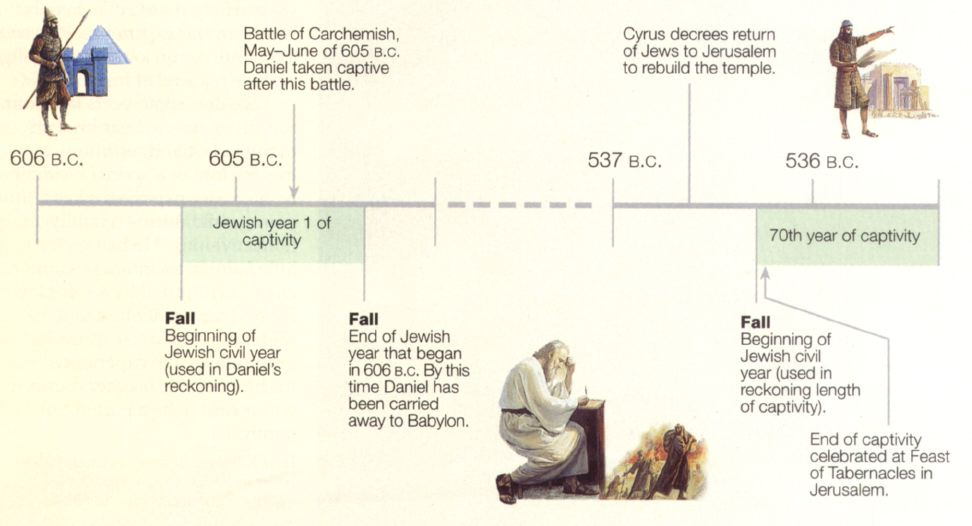 Battle of Carchemish,
May–June of 605 B.C.
Daniel taken captive
after this battle.
Cyrus decrees return
of Jews to Jerusalem
to rebuild the temple.
606 B.C.
605 B.C.
537 B.C.
536 B.C.
Jewish year 1 of
captivity
70th year of captivity
Fall
Beginning of
Jewish civil year
(used in Daniel's
reckoning).
Fall
End of Jewish
year that began
in 606 B.C. By this
time Daniel has
been carried
away to Babylon.
Fall
Beginning of
Jewish civil
year (used in
reckoning length
of captivity).
End of captivity
celebrated at Feast
of Tabernacles in
Jerusalem.